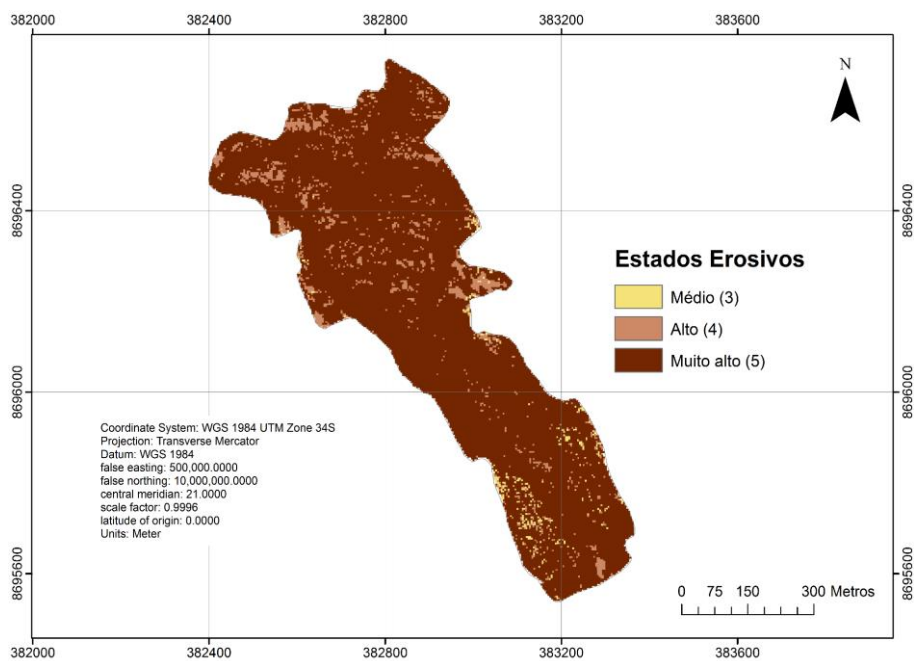 382000 382400 382800 383200 383600
N
8696400 8696400
Estados Erosivos
Médio (3)
Alto (4)
Muito alto (5)
8696000 8696000
Coordinate System: WGS 1984 UTM Zone 34S
Projection: Transverse Mercator
Datum: WGS 1984
false easting: 500,000.0000
false northing: 10,000,000.0000
central meridian: 21.0000
scale factor: 0.9996
latitude of origin: 0.0000
Units: Meter
8695600 8695600
0 75 150 300 Metros
382000 382400 382800 383200 383600